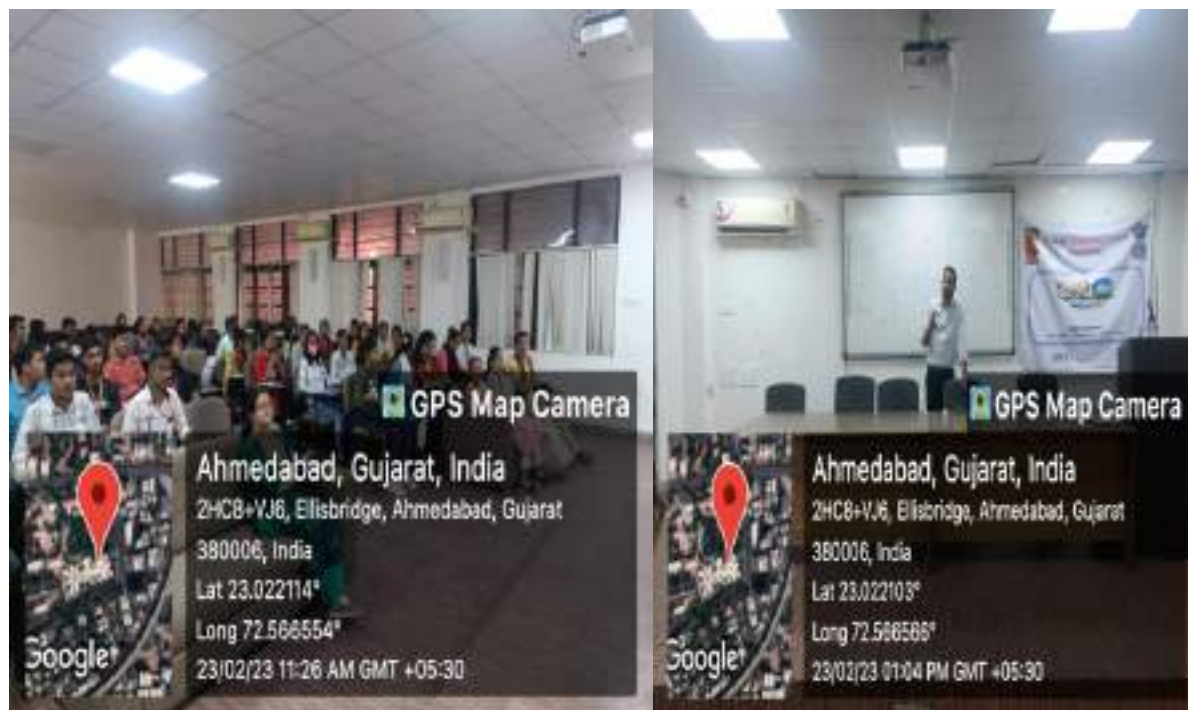 GPS Map Camera
Ahmedabad, Gujarat, India
2HC8+VJ6, Ellisbridge, Ahmedabad, Gujarat
380006, India
Lat 23.022114°
Long 72.566554°
23/02/23 11:26 AM GMT +05:30
Google
GPS Map Camera
Ahmedabad, Gujarat, India
2HC8+VJ6, Ellisbridge, Ahmedabad, Gujarat
380006, India
Lat 23.022103°
Long 72.566566°
23/02/23 01:04 PM GMT +05:30
Google